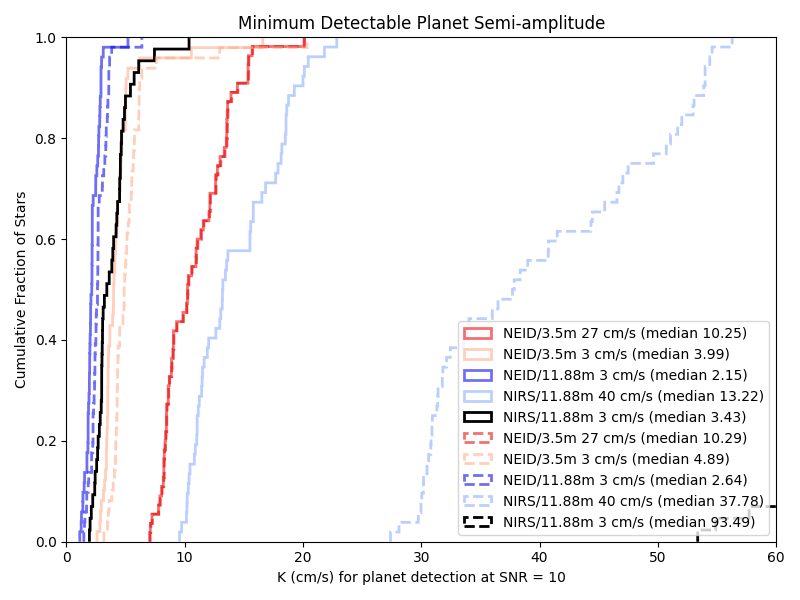 Minimum Detectable Planet Semi-amplitude
1.0
0.8
0.6
0.4
0.2
0.0
Cumulative Fraction of Stars
NEID/3.5m 27 cm/s (median 10.25)
NEID/3.5m 3 cm/s (median 3.99)
NEID/11.88m 3 cm/s (median 2.15)
NIRS/11.88m 40 cm/s (median 13.22)
NIRS/11.88m 3 cm/s (median 3.43)
NEID/3.5m 27 cm/s (median 10.29)
NEID/3.5m 3 cm/s (median 4.89)
NEID/11.88m 3 cm/s (median 2.64)
NIRS/11.88m 40 cm/s (median 37.78)
NIRS/11.88m 3 cm/s (median 93.49)
0 10 20 30 40 50 60
K (cm/s) for planet detection at SNR = 10